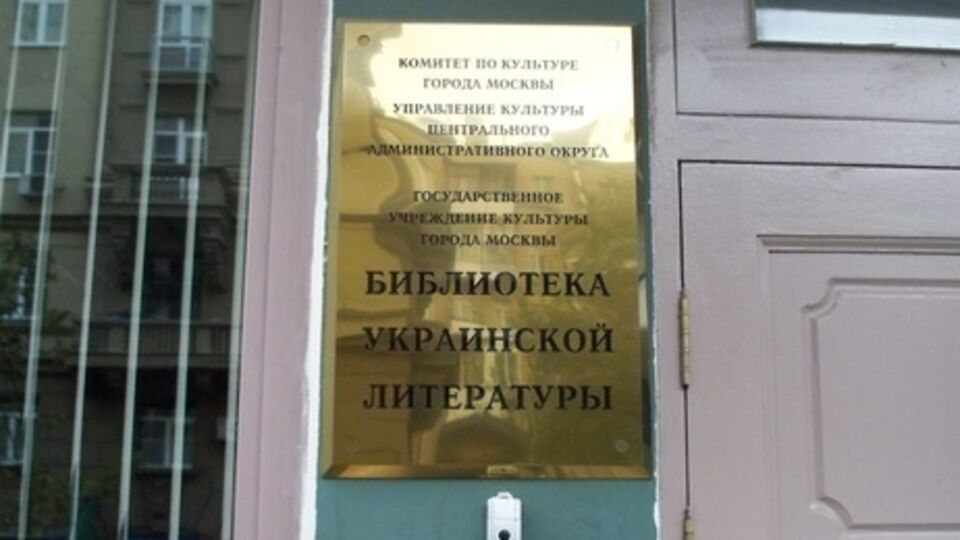 КОМИТЕТ ПО КУЛЬТУРЕ
ГОРОДА МОСКВЫ
УПРАВЛЕНИЕ КУЛЬТУРЫ
ЦЕНТРАЛЬНОГО
АДМИНИСТРАТИВНОГО ОКРУГА
ГОСУДАРСТВЕННОЕ
УЧРЕЖДЕНИЕ КУЛЬТУРЫ
ГОРОДА МОСКВЫ
БИБЛИОТЕКА
УКРАИНСКОЙ
ЛИТЕРАТУРЫ